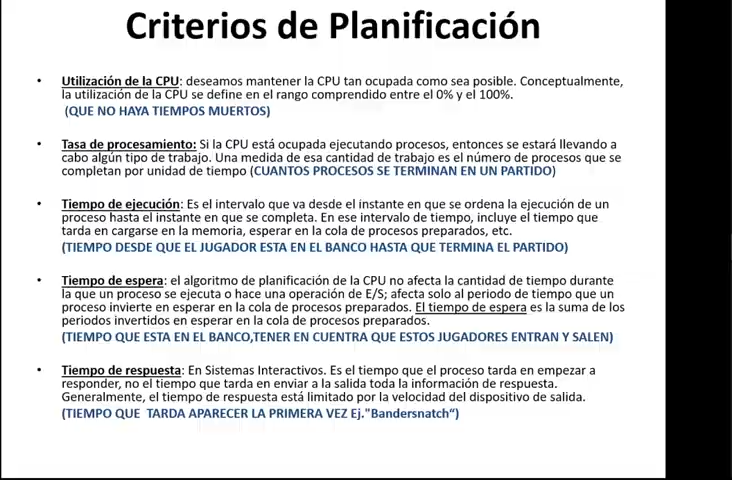 Criterios de Planificación
• Utilización de la CPU: deseamos mantener la CPU tan ocupada como sea posible. Conceptualmente,
la utilización de la CPU se define en el rango comprendido entre el 0% y el 100%.
(QUE NO HAYA TIEMPOS MUERTOS)
• Tasa de procesamiento: Si la CPU está ocupada ejecutando procesos, entonces se estará llevando a
cabo algún tipo de trabajo. Una medida de esa cantidad de trabajo es el número de procesos que se
completan por unidad de tiempo (CUANTOS PROCESOS SE TERMINAN EN UN PARTIDO)
• Tiempo de ejecución: Es el intervalo que va desde el instante en que se ordena la ejecución de un
proceso hasta el instante en que se completa. En ese intervalo de tiempo, incluye el tiempo que
tarda en cargarse en la memoria, esperar en la cola de procesos preparados, etc.
(TIEMPO DESDE QUE EL JUGADOR ESTA EN EL BANCO HASTA QUE TERMINA EL PARTIDO)
• Tiempo de espera: el algoritmo de planificación de la CPU no afecta la cantidad de tiempo durante
la que un proceso se ejecuta o hace una operación de E/S; afecta solo al periodo de tiempo que un
proceso invierte en esperar en la cola de procesos preparados. El tiempo de espera es la suma de los
periodos invertidos en esperar en la cola de procesos preparados.
(TIEMPO QUE ESTA EN EL BANCO,TENER EN CUENTRA QUE ESTOS JUGADORES ENTRAN Y SALEN)
• Tiempo de respuesta: En Sistemas Interactivos. Es el tiempo que el proceso tarda en empezar a
responder, no el tiempo que tarda en enviar a la salida toda la información de respuesta.
Generalmente, el tiempo de respuesta está limitado por la velocidad del dispositivo de salida.
(TIEMPO QUE TARDA APARECER LA PRIMERA VEZ Ej."Bandersnatch“)